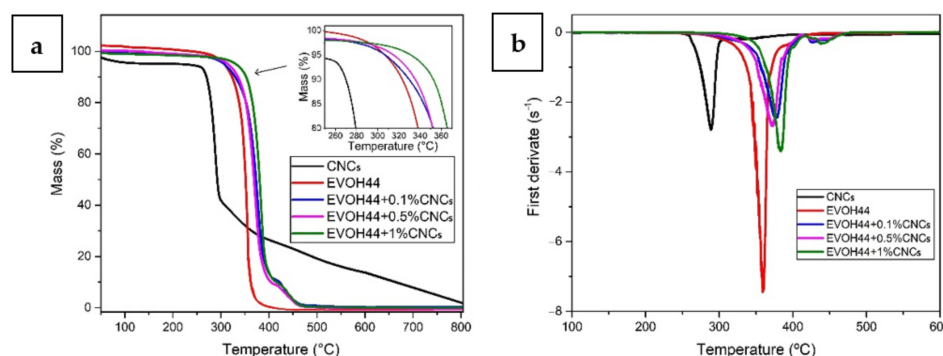 a
Mass (%)
100
80
60
40
20
0
100
200
300
400
500
600
700
800
Temperature (°C)
Mass (%)
100
95
90
85
80
260
280
300
320
340
360
Temperature (°C)
CNCs
EVOH44
EVOH44+0.1%CNCs
EVOH44+0.5%CNCs
EVOH44+1%CNCs
b
First derivate (s⁻¹)
0
−2
−4
−6
−8
100
200
300
400
500
600
Temperature (ºC)
CNCs
EVOH44
EVOH44+0.1%CNCs
EVOH44+0.5%CNCs
EVOH44+1%CNCs